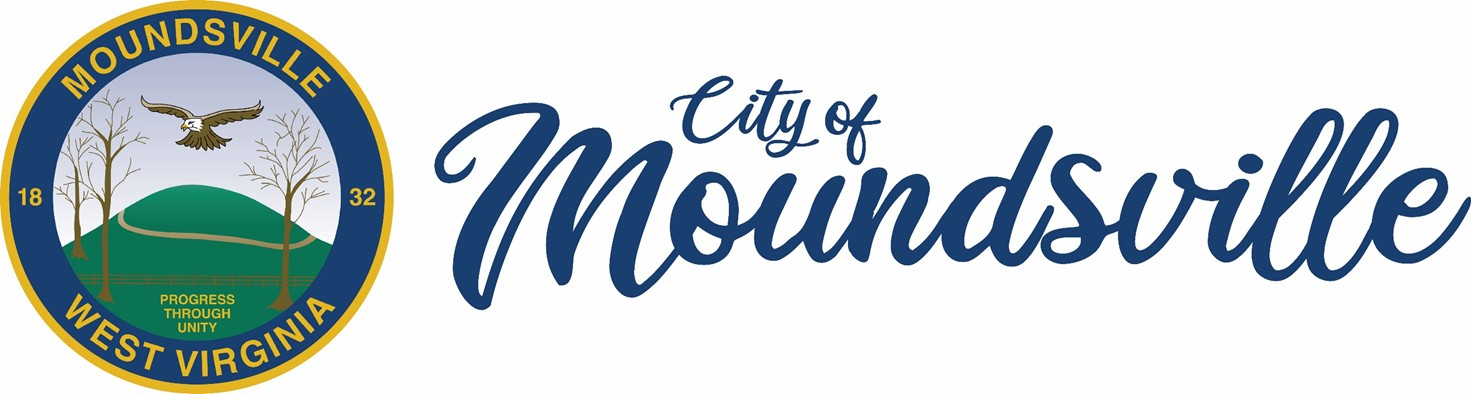 MOUNDSVILLE
18 32
PROGRESS
THROUGH
UNITY
WEST VIRGINIA
City of
Moundsville